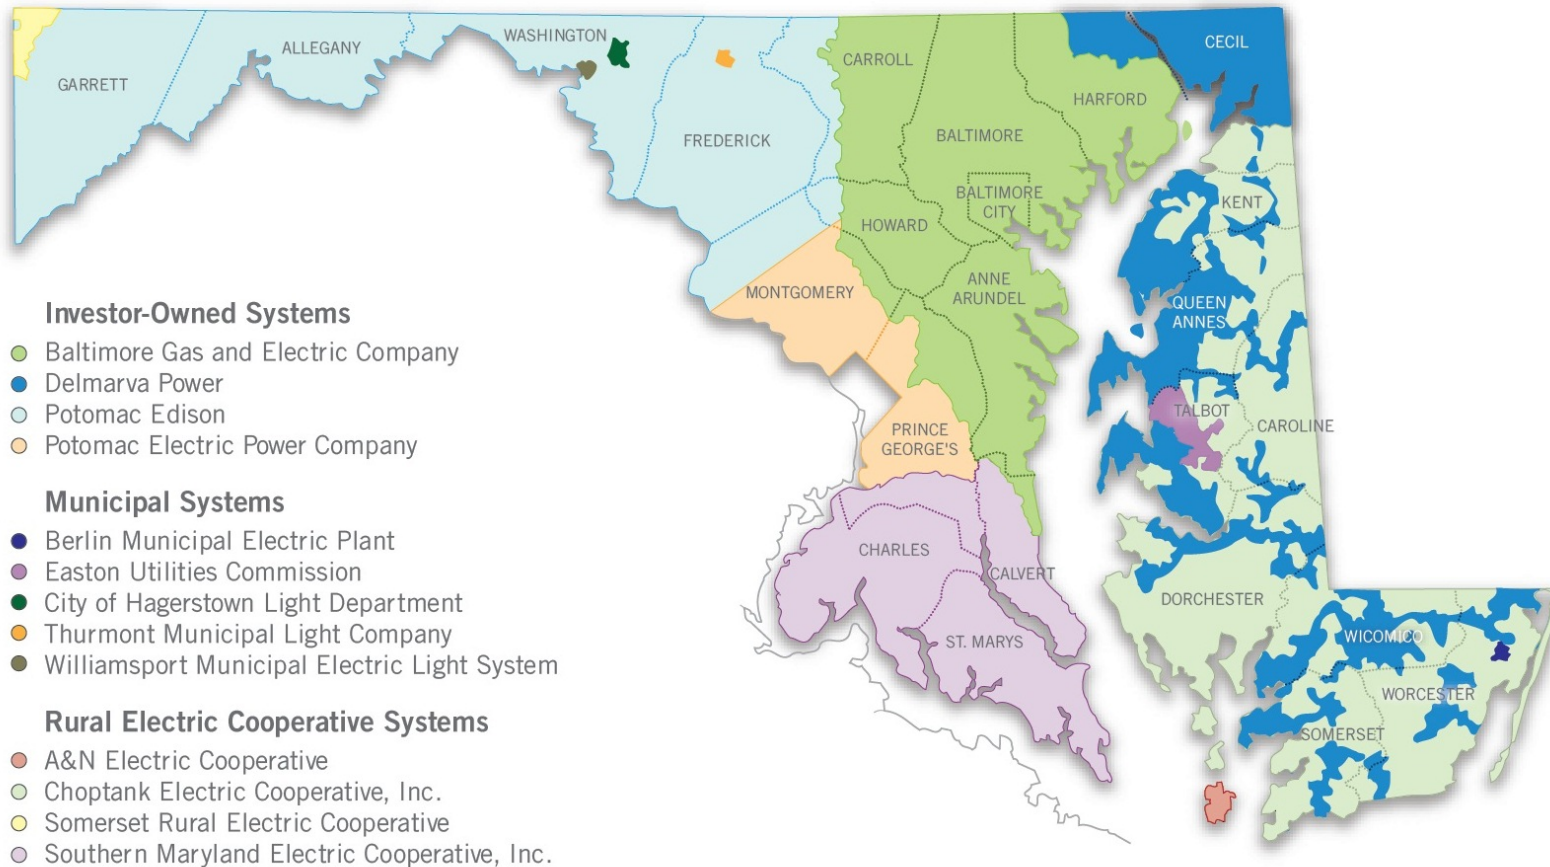 GARRETT
ALLEGANY
WASHINGTON
FREDERICK
CARROLL
BALTIMORE
HARFORD
CECIL
BALTIMORE
CITY
HOWARD
KENT
MONTGOMERY
ANNE
ARUNDEL
QUEEN
ANNES
PRINCE
GEORGE'S
TALBOT
CAROLINE
CHARLES
CALVERT
ST. MARYS
DORCHESTER
WICOMICO
WORCESTER
SOMERSET
Investor-Owned Systems
Baltimore Gas and Electric Company
Delmarva Power
Potomac Edison
Potomac Electric Power Company
Municipal Systems
Berlin Municipal Electric Plant
Easton Utilities Commission
City of Hagerstown Light Department
Thurmont Municipal Light Company
Williamsport Municipal Electric Light System
Rural Electric Cooperative Systems
A&N Electric Cooperative
Choptank Electric Cooperative, Inc.
Somerset Rural Electric Cooperative
Southern Maryland Electric Cooperative, Inc.